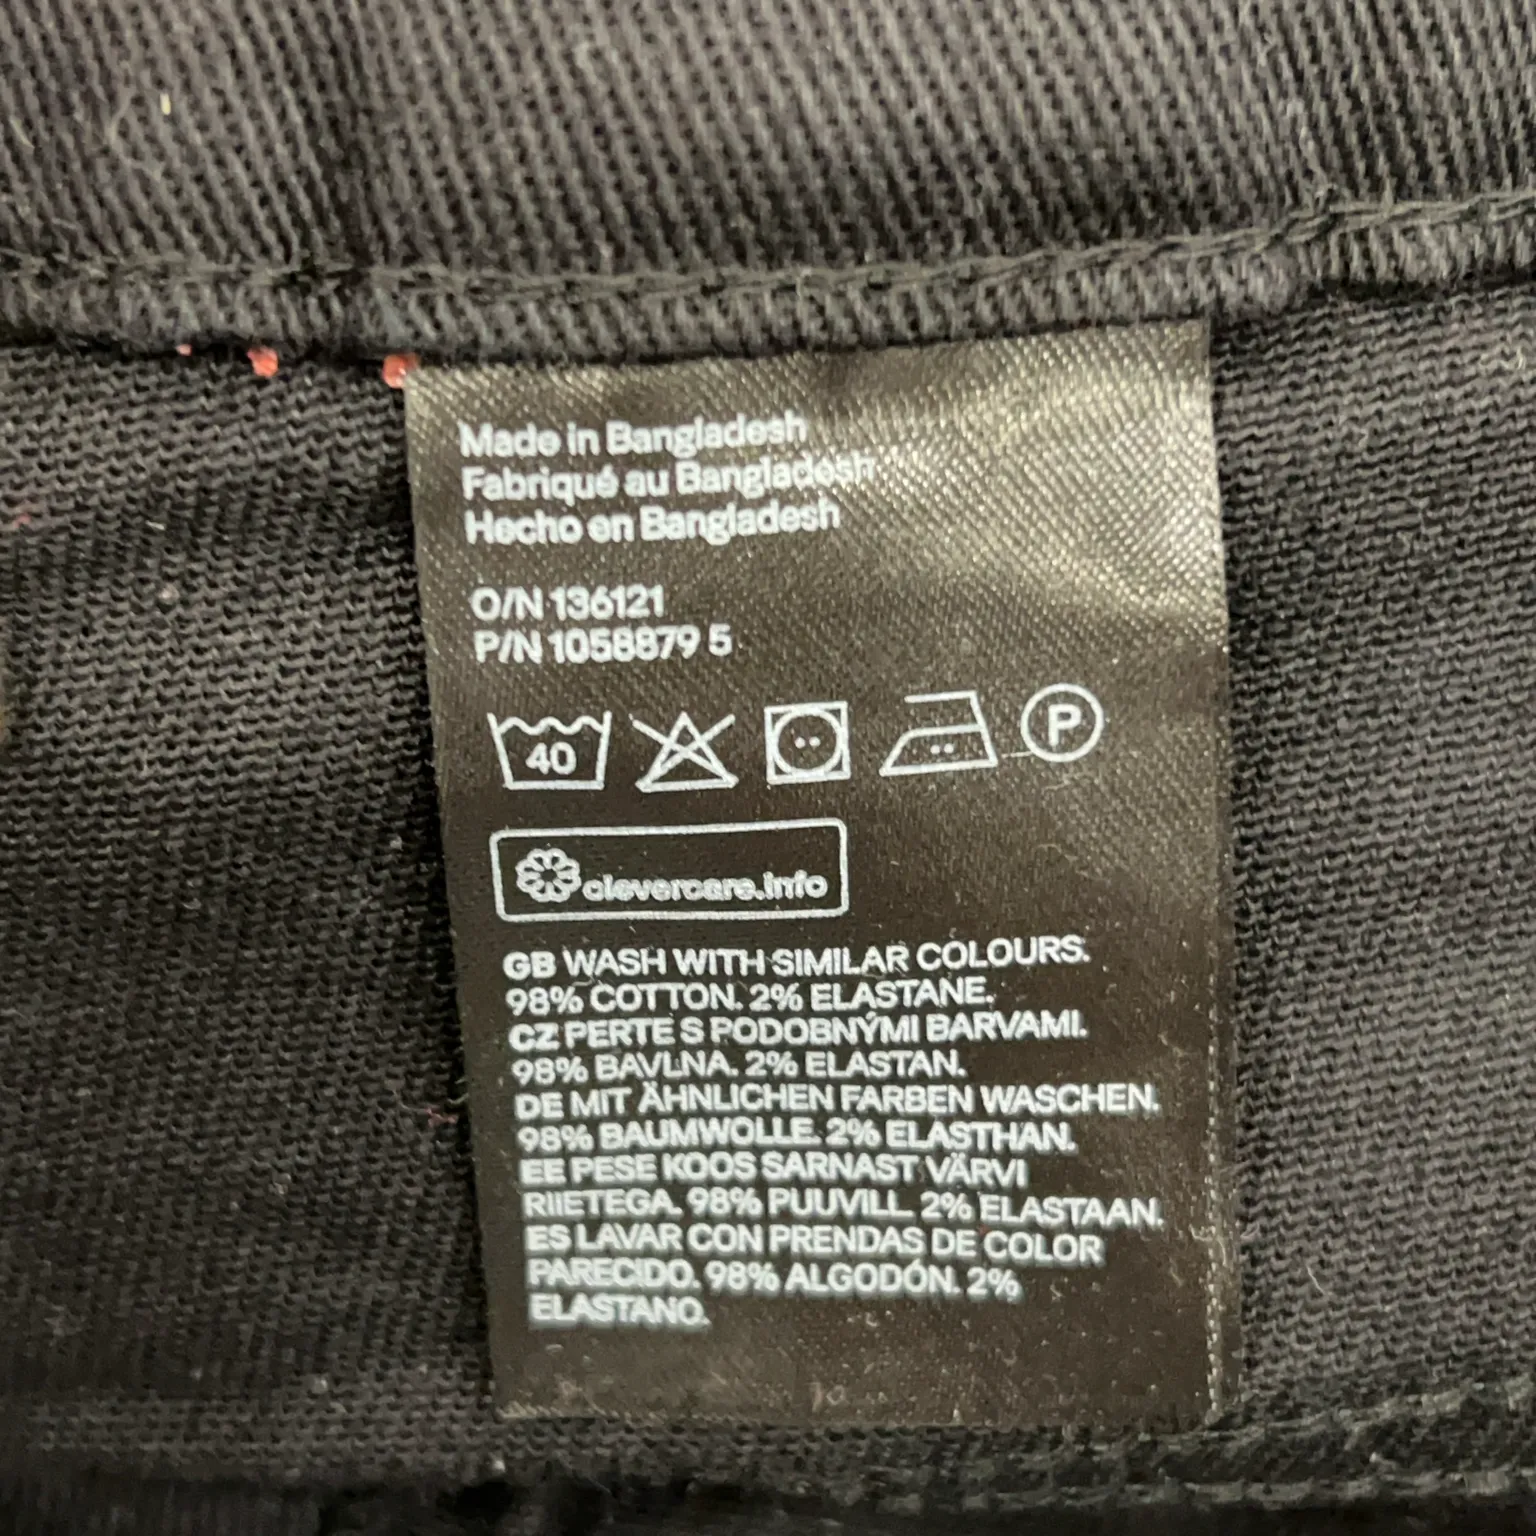 Made in Bangladesh
Fabriqué au Bangladesh
Hecho en Bangladesh
O/N 136121
P/N 1058879 5
40 P
clevercare.info
GB WASH WITH SIMILAR COLOURS.
98% COTTON. 2% ELASTANE.
CZ PERTE S PODOBNÝMI BARVAMI.
98% BAVLNA. 2% ELASTAN.
DE MIT ÄHNLICHEN FARBEN WASCHEN.
98% BAUMWOLLE. 2% ELASTHAN.
EE PESE KOOS SARNAST VÄRVI
RIIETEGA. 98% PUUVILL. 2% ELASTAAN.
ES LAVAR CON PRENDAS DE COLOR
PARECIDO. 98% ALGODÓN. 2%
ELASTANO.